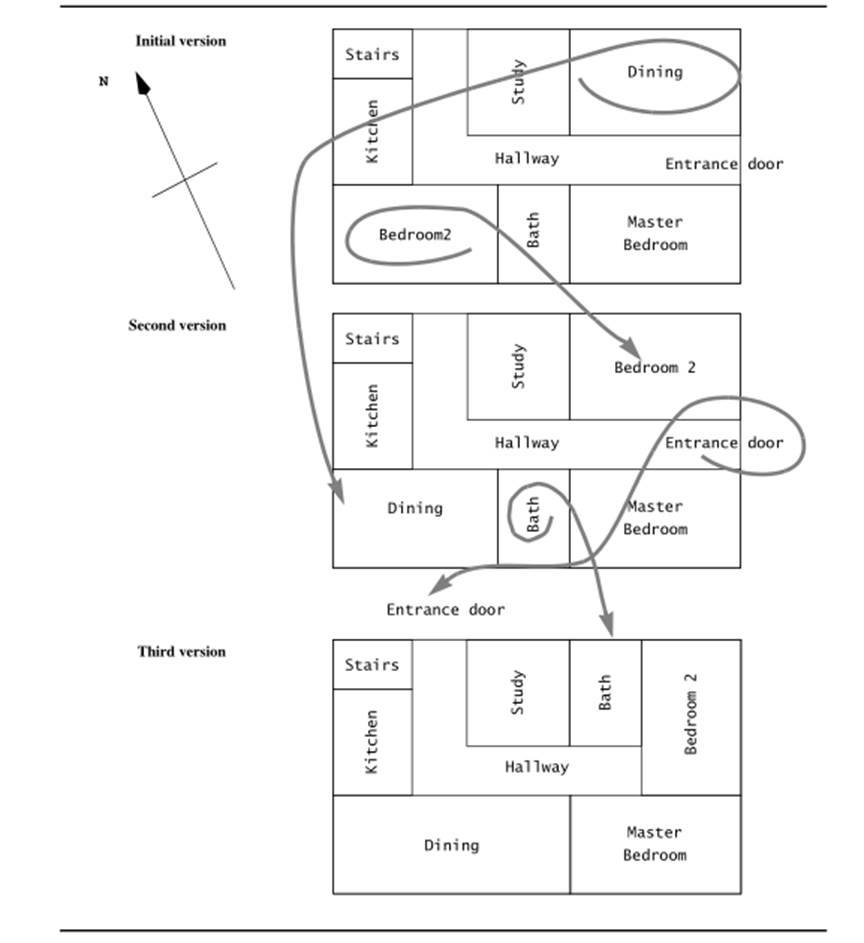 Initial version
N
Stairs
Kitchen
Study
Dining
Hallway
Entrance door
Bedroom2
Bath
Master
Bedroom
Second version
Stairs
Kitchen
Study
Bedroom 2
Hallway
Entrance door
Dining
Bath
Master
Bedroom
Entrance door
Third version
Stairs
Kitchen
Study
Bath
Bedroom 2
Hallway
Dining
Master
Bedroom